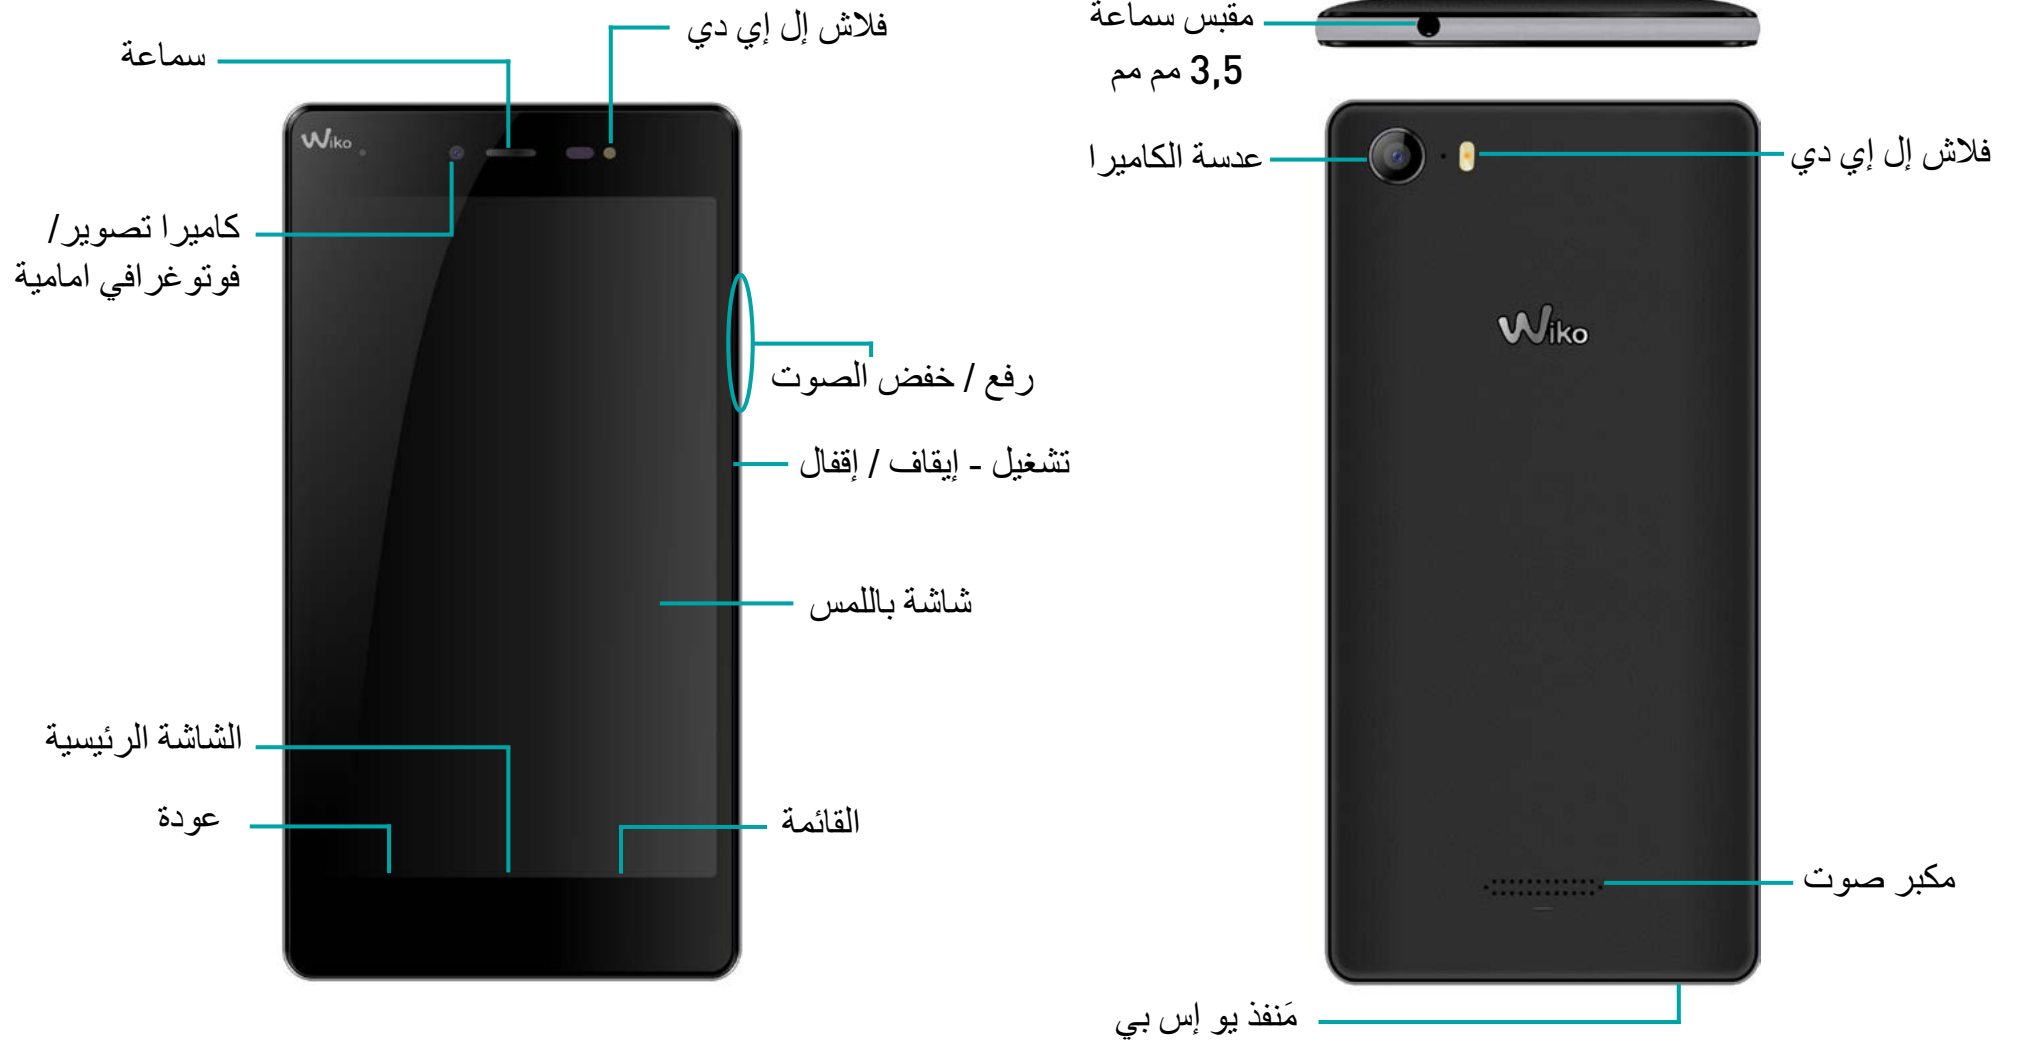 فلاش إل إي دي
سماعة
Wiko
كاميرا تصوير/
فوتوغرافي امامية
رفع / خفض الصوت
تشغيل - إيقاف / إقفال
شاشة باللمس
الشاشة الرئيسية
عودة
القائمة
مقبس سماعة
3,5 مم مم
عدسة الكاميرا
فلاش إل إي دي
Wiko
مكبر صوت
مَنفذ يو إس بي